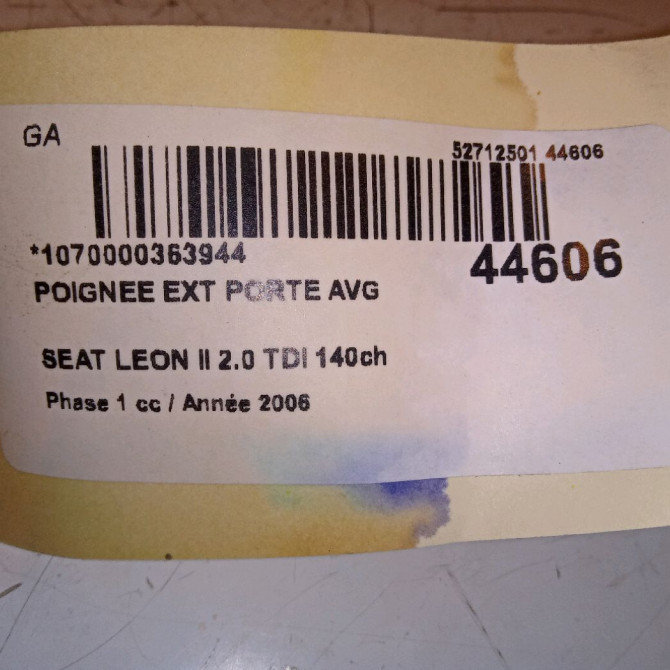 GA
52712501 44606
*1070000363944
44606
POIGNEE EXT PORTE AVG
SEAT LEON II 2.0 TDI 140ch
Phase 1 cc / Année 2006